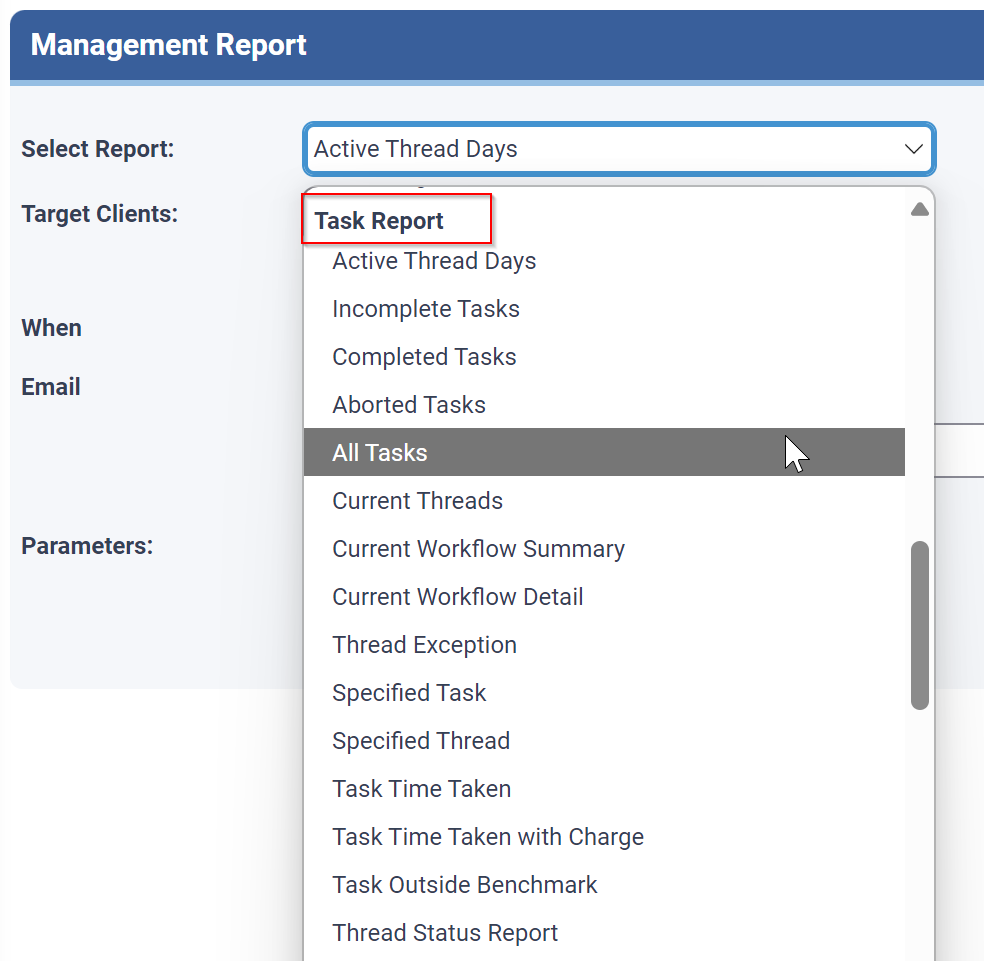 Management Report
Select Report:
Active Thread Days
Target Clients:
Task Report
Active Thread Days
Incomplete Tasks
When
Completed Tasks
Email
Aborted Tasks
All Tasks
Current Threads
Parameters:
Current Workflow Summary
Current Workflow Detail
Thread Exception
Specified Task
Specified Thread
Task Time Taken
Task Time Taken with Charge
Task Outside Benchmark
Thread Status Report